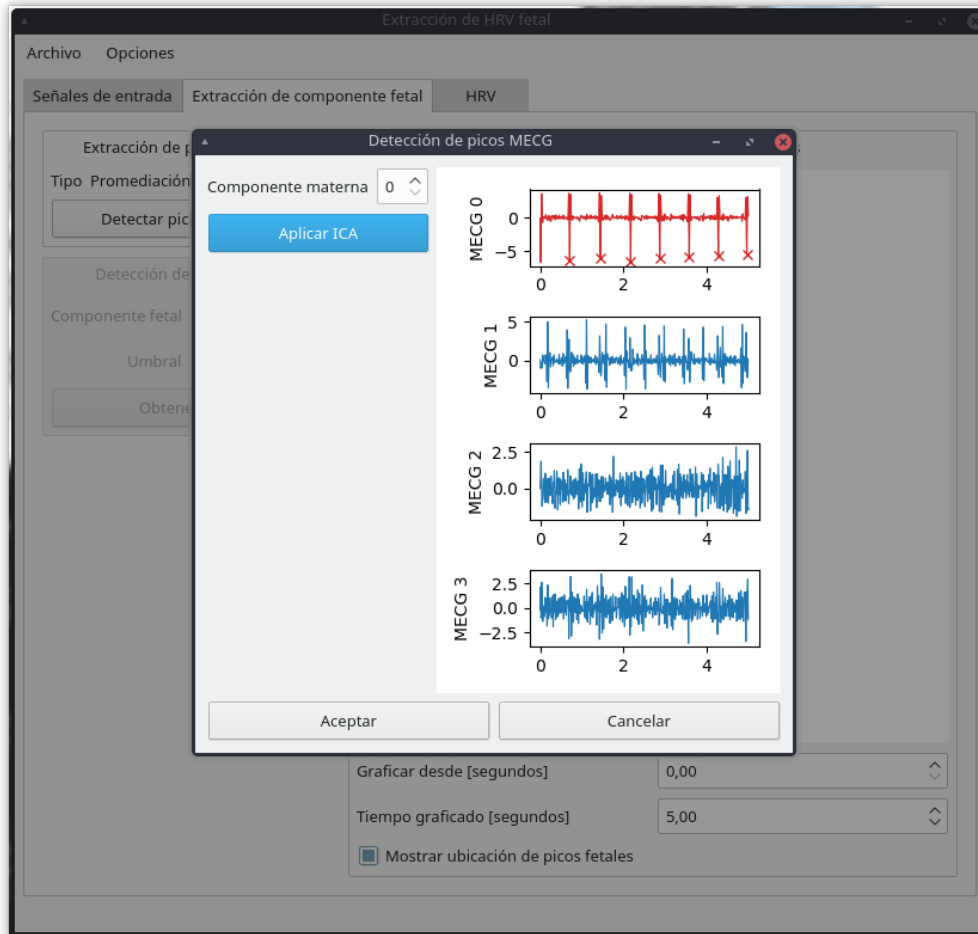 Extracción de HRV fetal
Archivo Opciones
Señales de entrada Extracción de componente fetal HRV
Extracción de
Tipo Promediación
Detectar
Detección de
Componente fetal
Umbral
Detección de picos MECG
Componente materna 0
Aplicar ICA
MECG 0
0
−5
0 2 4
MECG 1
5
0
0 2 4
MECG 2
2.5
0.0
0 2 4
MECG 3
2.5
0.0
−2.5
0 2 4
Aceptar Cancelar
Graficar desde [segundos] 0,00
Tiempo graficado [segundos] 5,00
Mostrar ubicación de picos fetales